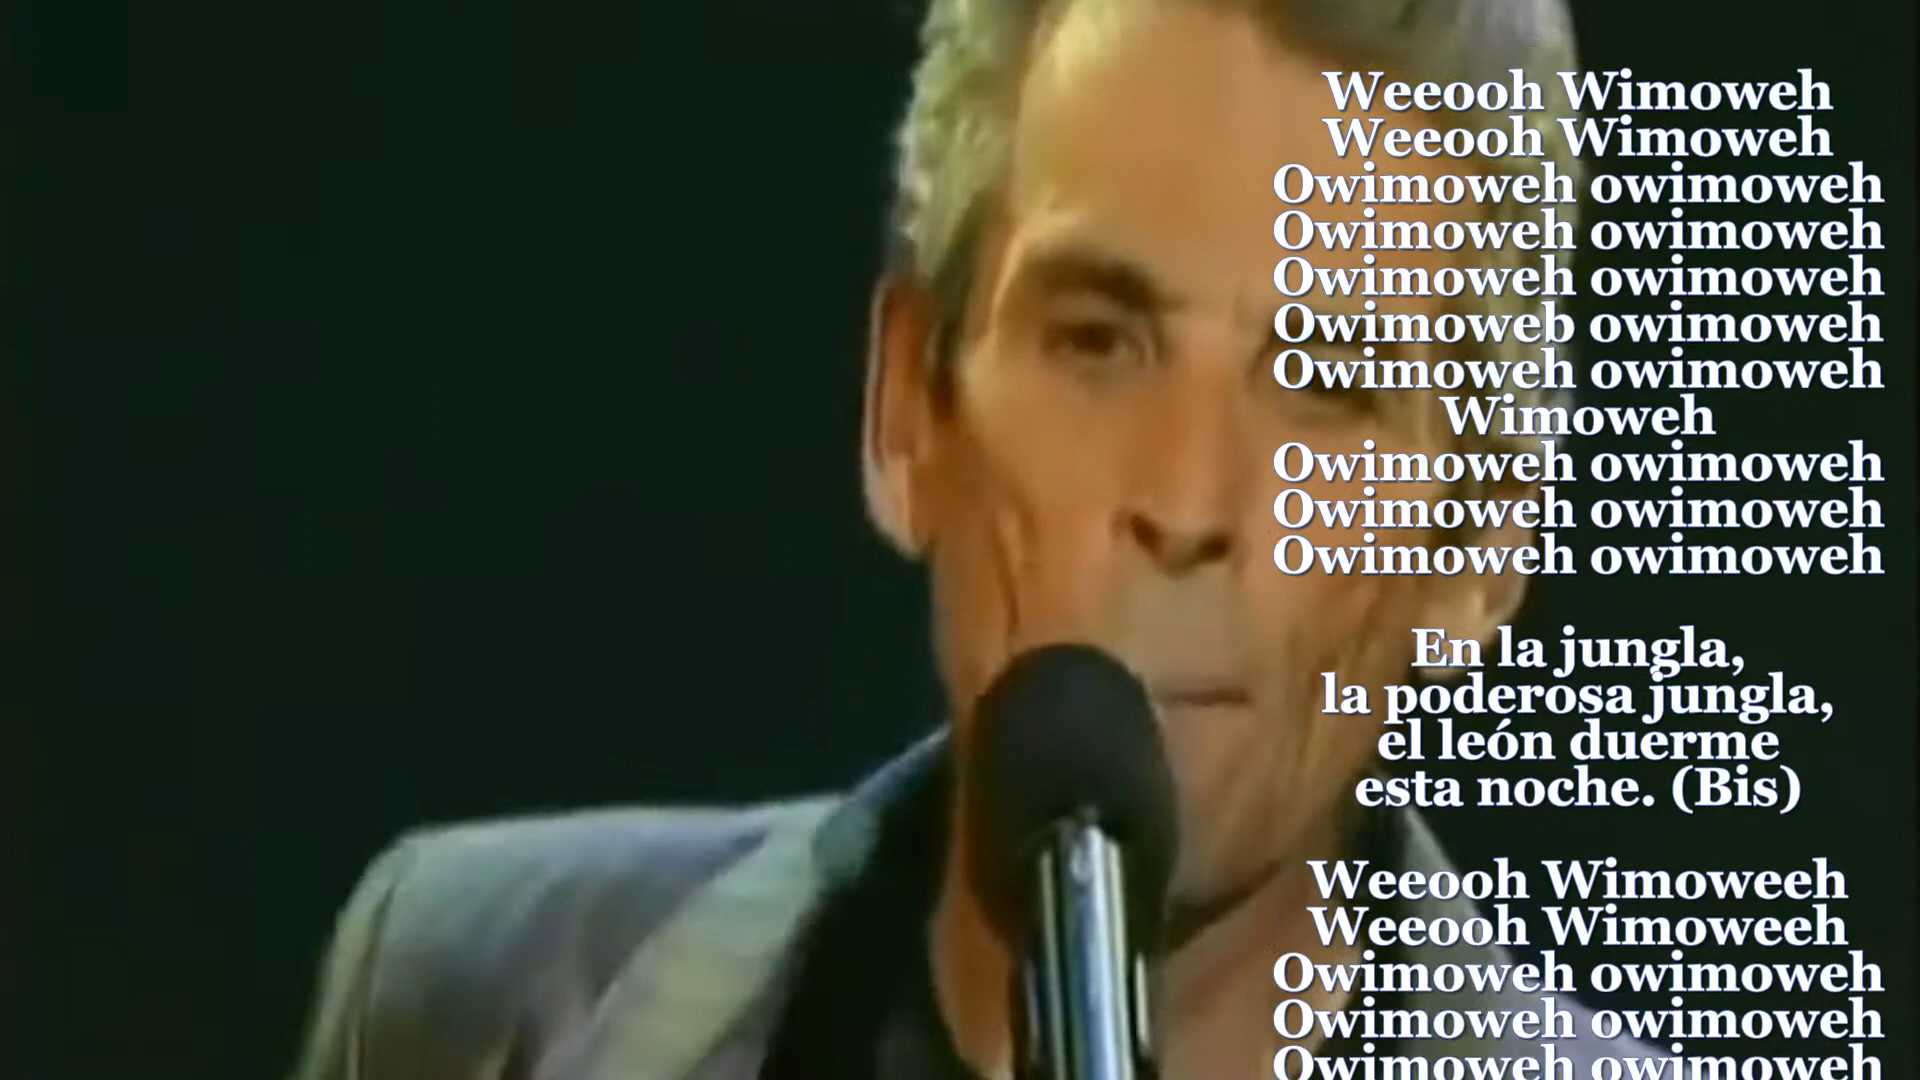 Weeooh Wimoweh
Weeooh Wimoweh
Owimoweh owimoweh
Owimoweh owimoweh
Owimoweh owimoweh
Owimoweb owimoweh
Owimoweh owimoweh
Wimoweh
Owimoweh owimoweh
Owimoweh owimoweh
Owimoweh owimoweh
En la jungla,
la poderosa jungla,
el león duerme
esta noche. (Bis)
Weeooh Wimoweeh
Weeooh Wimoweeh
Owimoweh owimoweh
Owimoweh owimoweh
Owimoweh owimoweh